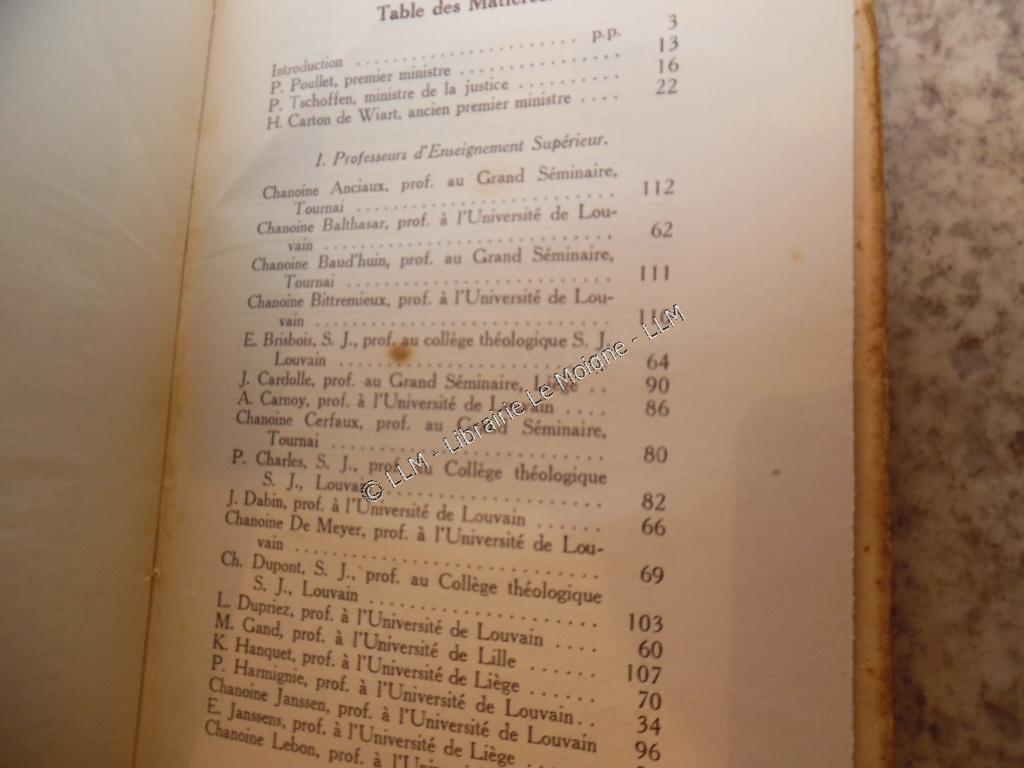 Table des Matières.
p.p.
Introduction .................................... 3
P. Poullet, premier ministre .................. 13
P. Tschoffen, ministre de la justice .......... 16
H. Carton de Wiart, ancien premier ministre .... 22
I. Professeurs d'Enseignement Supérieur.
Chanoine Anciaux, prof. au Grand Séminaire,
Tournai ............................ 112
Chanoine Balthasar, prof. à l'Université de Lou-
vain ............................... 62
Chanoine Baud'huin, prof. au Grand Séminaire,
Tournai ............................ 111
Chanoine Bittremieux, prof. à l'Université de Lou-
vain ...............................
E. Brisbois, S. J., prof. au collège théologique S. J.
Louvain ............................ 64
J. Cardolle, prof. au Grand Séminaire, Liége .. 90
A. Carnoy, prof. à l'Université de Louvain .... 86
Chanoine Cerfaux, prof. au Grand Séminaire,
Tournai ............................ 80
P. Charles, S. J., prof. au Collège théologique
S. J., Louvain ..................... 82
J. Dabin, prof. à l'Université de Louvain ...... 66
Chanoine De Meyer, prof. à l'Université de Lou-
vain ............................... 69
Ch. Dupont, S. J., prof. au Collège théologique
S. J., Louvain ..................... 103
L. Dupriez, prof. à l'Université de Louvain .... 60
M. Gand, prof. à l'Université de Lille ...... 107
K. Hanquet, prof. à l'Université de Liège ...... 70
P. Harmignie, prof. à l'Université de Louvain.. 34
Chanoine Janssen, prof. à l'Université de Louvain 96
E. Janssens, prof. à l'Université de Liège ......
Chanoine Lebon, prof. à l'Université de Louvain
© LLM - Librairie Le Moigne - LLM